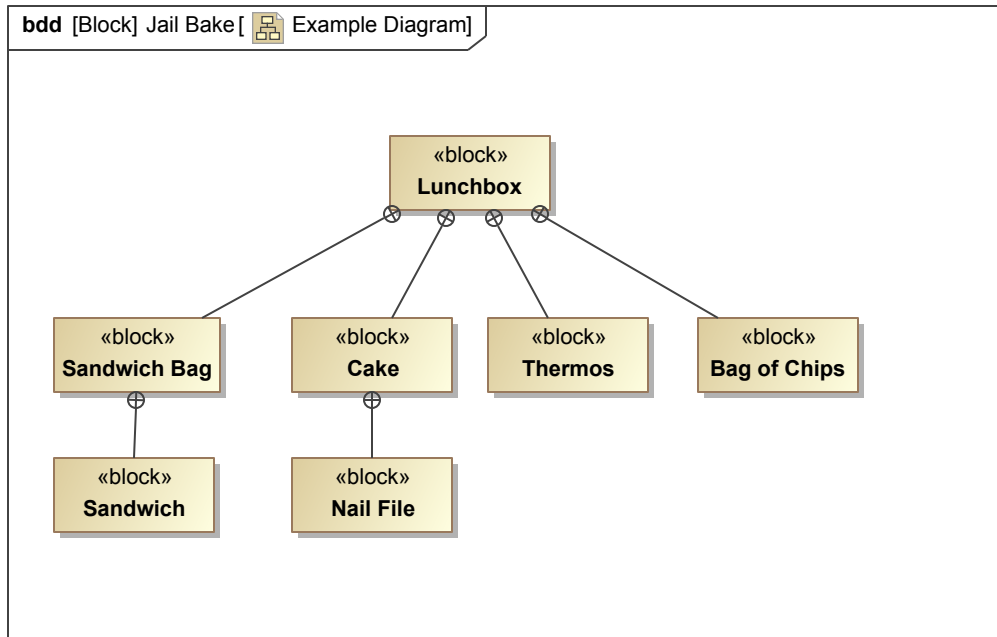 bdd [Block] Jail Bake [ Example Diagram]
«block»
Lunchbox
«block»
Sandwich Bag
«block»
Cake
«block»
Thermos
«block»
Bag of Chips
«block»
Sandwich
«block»
Nail File